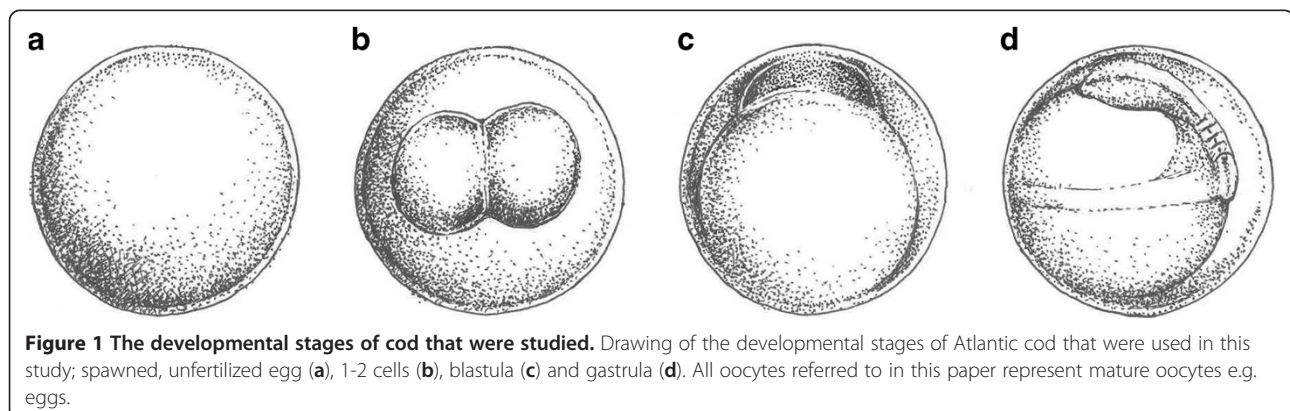 a b c d
Figure 1 The developmental stages of cod that were studied. Drawing of the developmental stages of Atlantic cod that were used in this
study; spawned, unfertilized egg (a), 1-2 cells (b), blastula (c) and gastrula (d). All oocytes referred to in this paper represent mature oocytes e.g.
eggs.